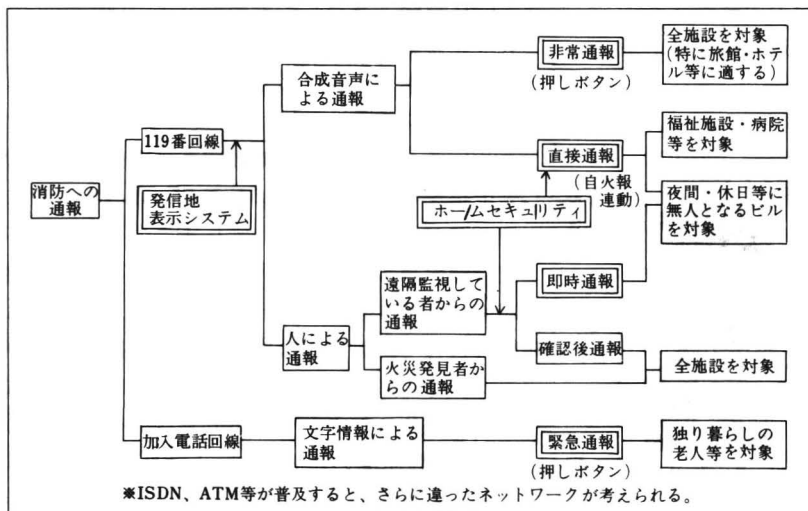 消防への
通報
119番回線
発信地
表示システム
加入電話回線
合成音声に
よる通報
人による
通報
文字情報による
通報
ホームセキュリティ
遠隔監視して
いる者からの
通報
火災発見者
からの通報
非常通報
(押しボタン)
直接通報
(自火報
連動)
即時通報
確認後通報
緊急通報
(押しボタン)
全施設を対象
(特に旅館・ホテ
ル等に適する)
福祉施設・病院
等を対象
夜間・休日等に
無人となるビル
を対象
全施設を対象
独り暮らしの
老人等を対象
※ISDN、ATM等が普及すると、さらに違ったネットワークが考えられる。